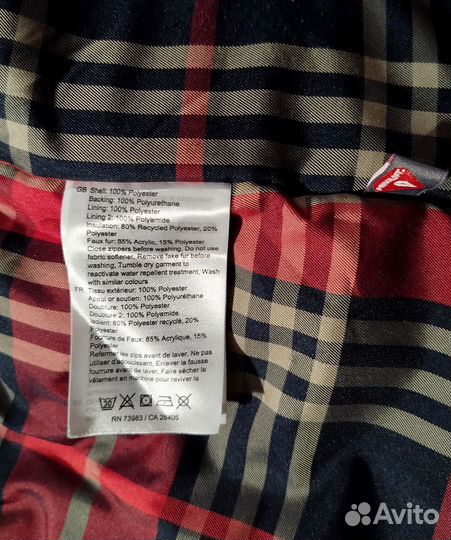 GB Shell: 100% Polyester
Backing: 100% Polyurethane
Lining: 100% Polyester
Lining 2: 100% Polyamide
Insulation: 80% Recycled Polyester, 20%
Polyester
Faux fur: 85% Acrylic, 15% Polyester
Close zippers before washing. Do not use
fabric softener. Remove fake fur before
washing. Tumble dry garment to
reactivate water repellent treatment. Wash
with similar colours
FR Tissu extérieur: 100% Polyester
Apoul or soutien: 100% Polyuréthane
Doubfure: 100% Polyester
Doublure 2: 100% Polyamide
Isolant: 80% Polyester recyclé, 20%
Polyester
Fourrure de Faux: 85% Acrylique, 15%
Polyester
Refermer les zips avant de laver. Ne pas
utiliser d'adoucissant. Enlever la fausse
fourrure avant de laver. Faire sécher le
vêtement en machine pour raviver la
30
RN 73983 / CA 26405
PRIMALOFT
Avito